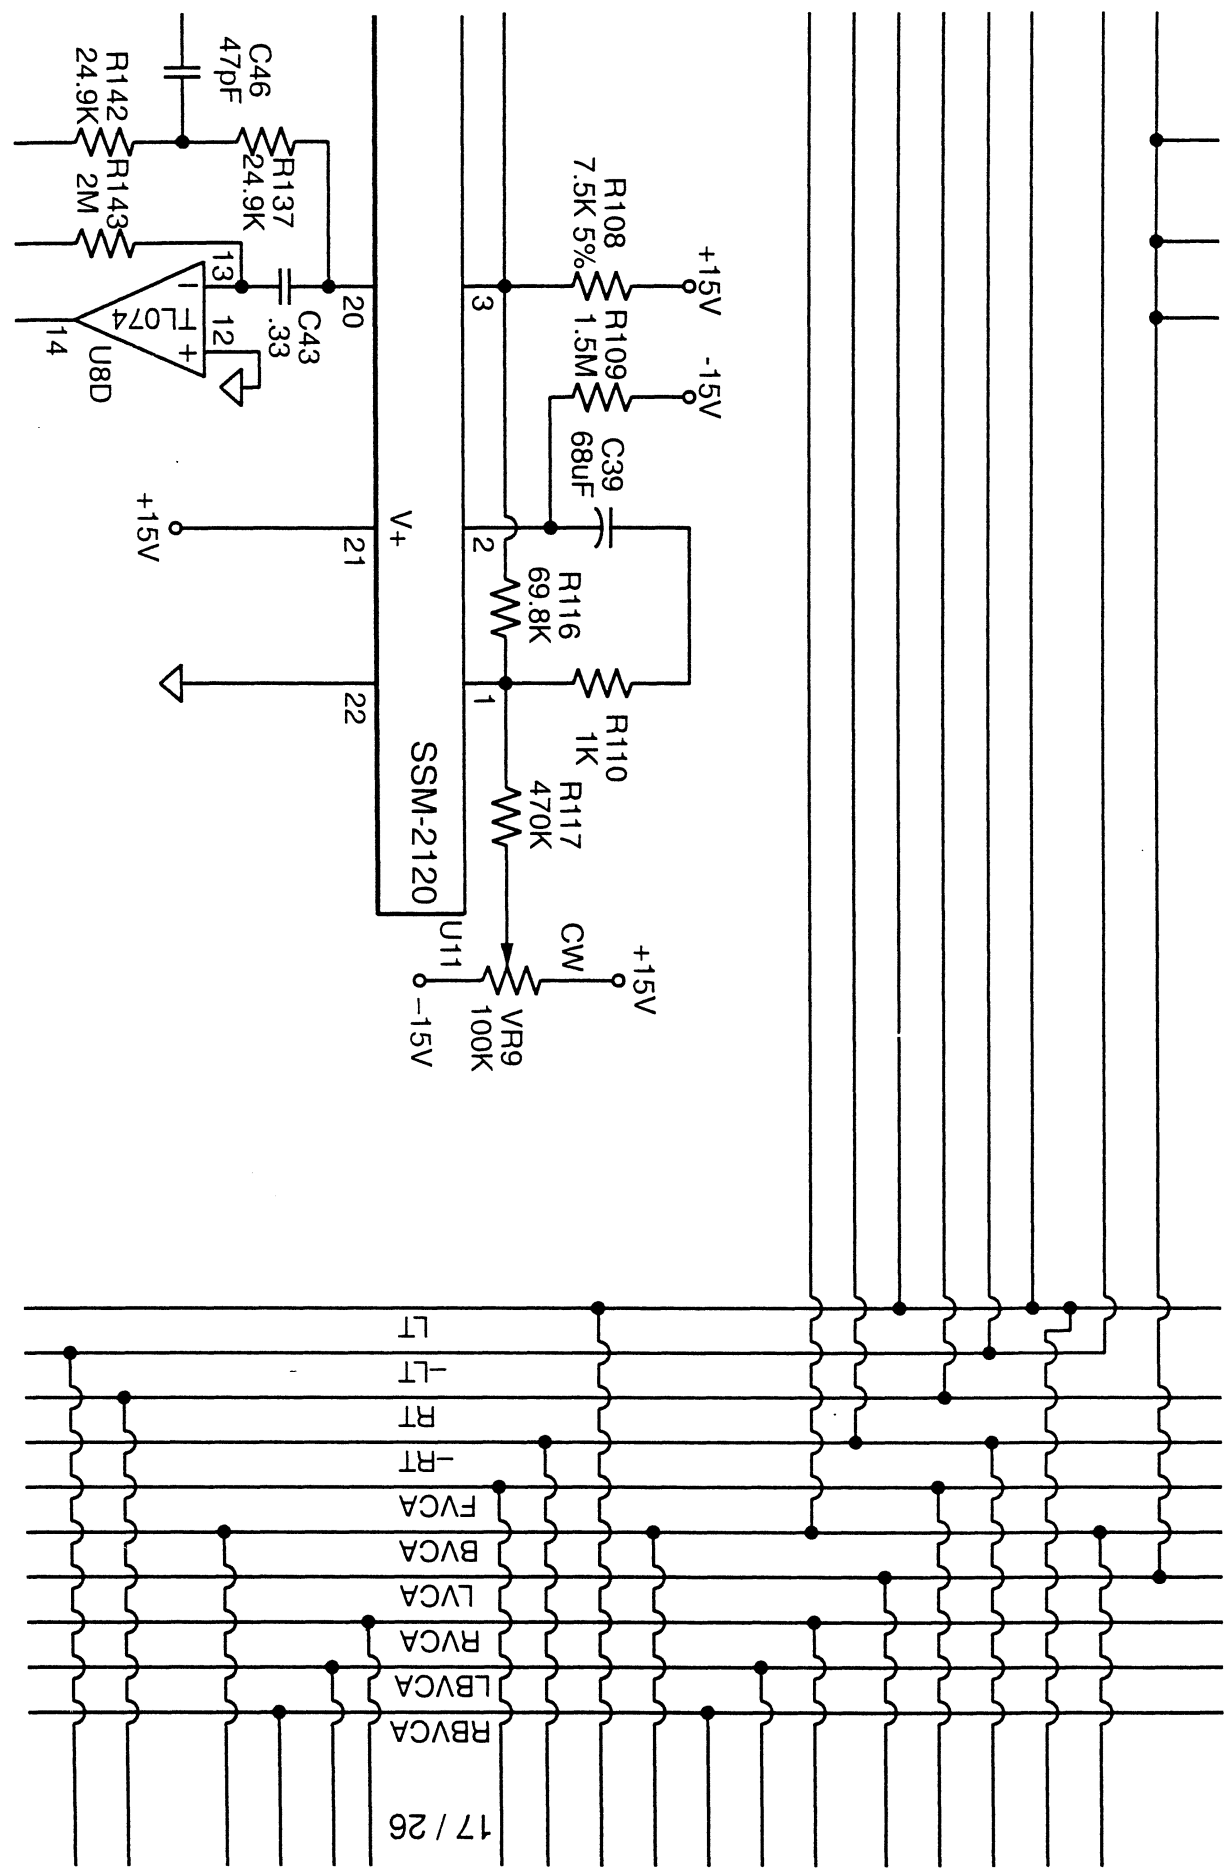 C46
47pF
R142
24.9K
R137
24.9K
R143
2M
13
12
−
+
TL074
14
U8D
C43
.33
20
3
R108
7.5K 5%
+15V
R109
1.5M
-15V
C39
68uF
+15V
21
V+
2
R116
69.8K
22
1
R110
1K
SSM-2120
R117
470K
U11
CW
+15V
−15V
VR9
100K
LT
−LT
RT
−RT
FVCA
BVCA
LVCA
RVCA
LBVCA
RBVCA
17 / 26